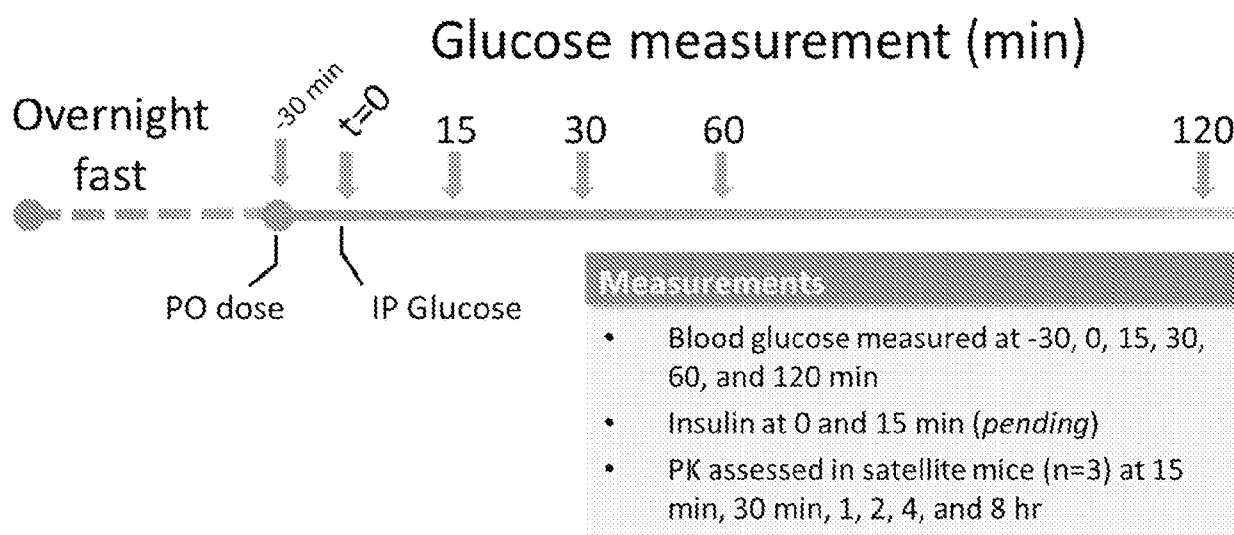 Glucose measurement (min)
Overnight
fast
-30 min
t=0
15
30
60
120
PO dose
IP Glucose
Measurements
• Blood glucose measured at -30, 0, 15, 30,
60, and 120 min
• Insulin at 0 and 15 min (pending)
• PK assessed in satellite mice (n=3) at 15
min, 30 min, 1, 2, 4, and 8 hr